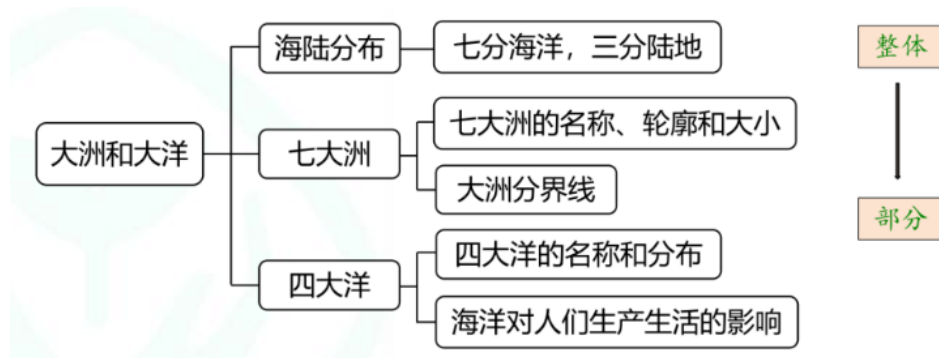 海陆分布
七分海洋，三分陆地
整体
大洲和大洋
七大洲
七大洲的名称、轮廓和大小
大洲分界线
部分
四大洋
四大洋的名称和分布
海洋对人们生产生活的影响